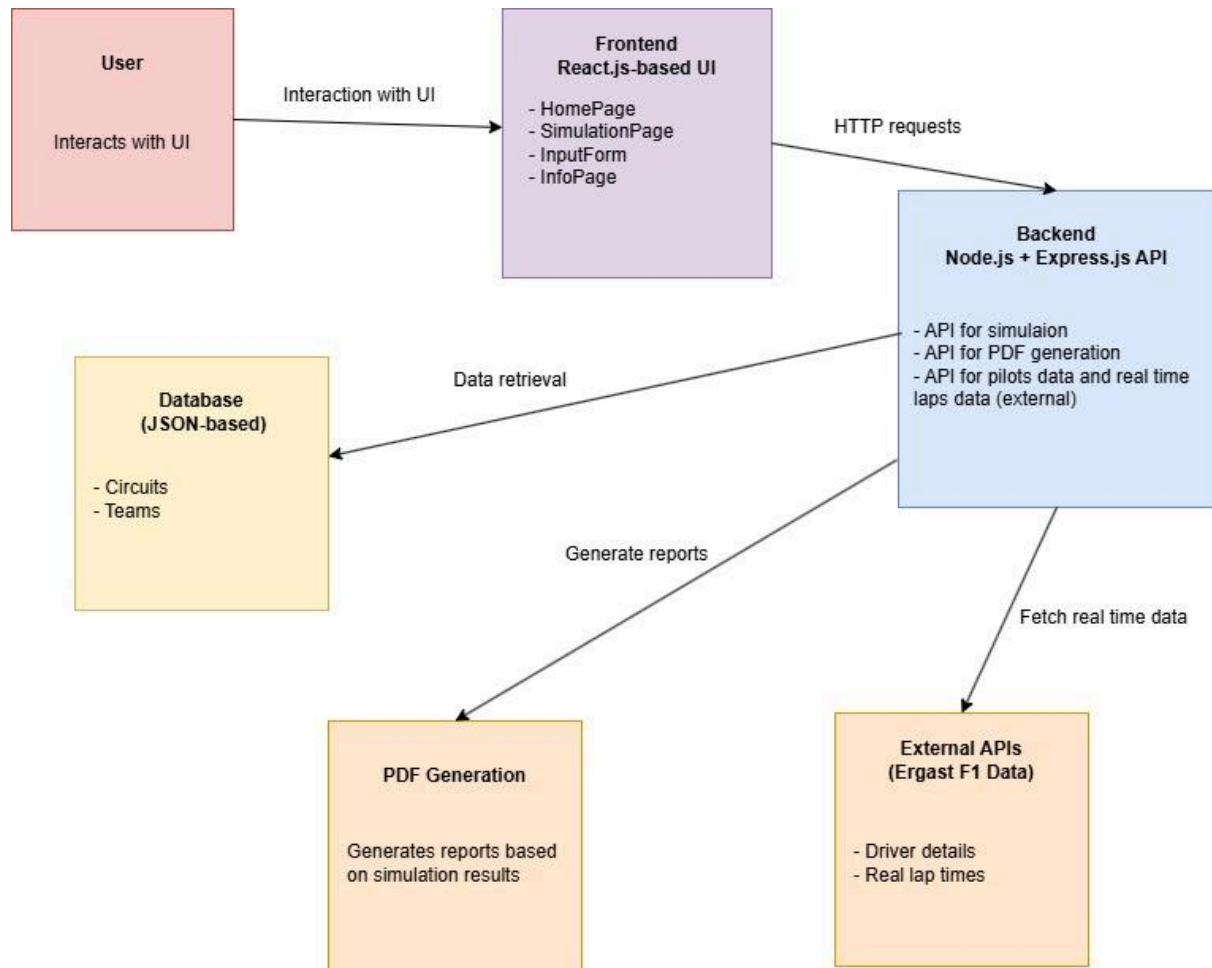 User
Interacts with UI
Interaction with UI
Frontend
React.js-based UI
- HomePage
- SimulationPage
- InputForm
- InfoPage
HTTP requests
Backend
Node.js + Express.js API
- API for simulaion
- API for PDF generation
- API for pilots data and real time
laps data (external)
Data retrieval
Database
(JSON-based)
- Circuits
- Teams
Generate reports
Fetch real time data
PDF Generation
Generates reports based
on simulation results
External APIs
(Ergast F1 Data)
- Driver details
- Real lap times